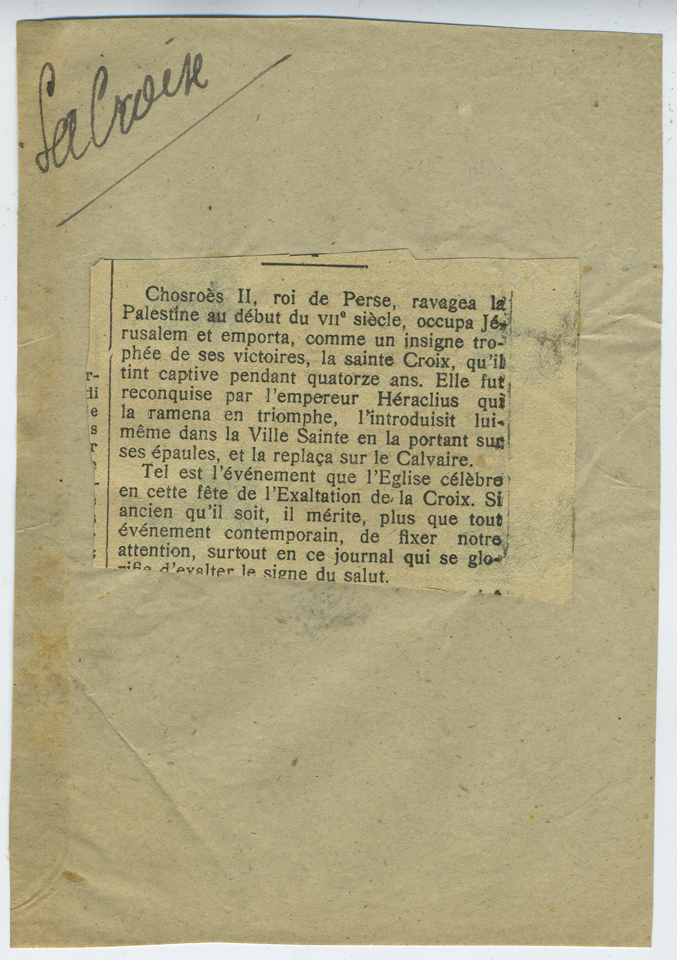 La Croix
Chosroès II, roi de Perse, ravagea la
Palestine au début du VIIe siècle, occupa Jé-
rusalem et emporta, comme un insigne tro-
phée de ses victoires, la sainte Croix, qu'il
tint captive pendant quatorze ans. Elle fut
reconquise par l'empereur Héraclius qui
la ramena en triomphe, l'introduisit lui-
même dans la Ville Sainte en la portant sur
ses épaules, et la replaça sur le Calvaire.
Tel est l'événement que l'Eglise célèbre
en cette fête de l'Exaltation de la Croix. Si
ancien qu'il soit, il mérite, plus que tout
événement contemporain, de fixer notre
attention, surtout en ce journal qui se glo-
rifie d'exalter le signe du salut.
r-
di
e
s
r